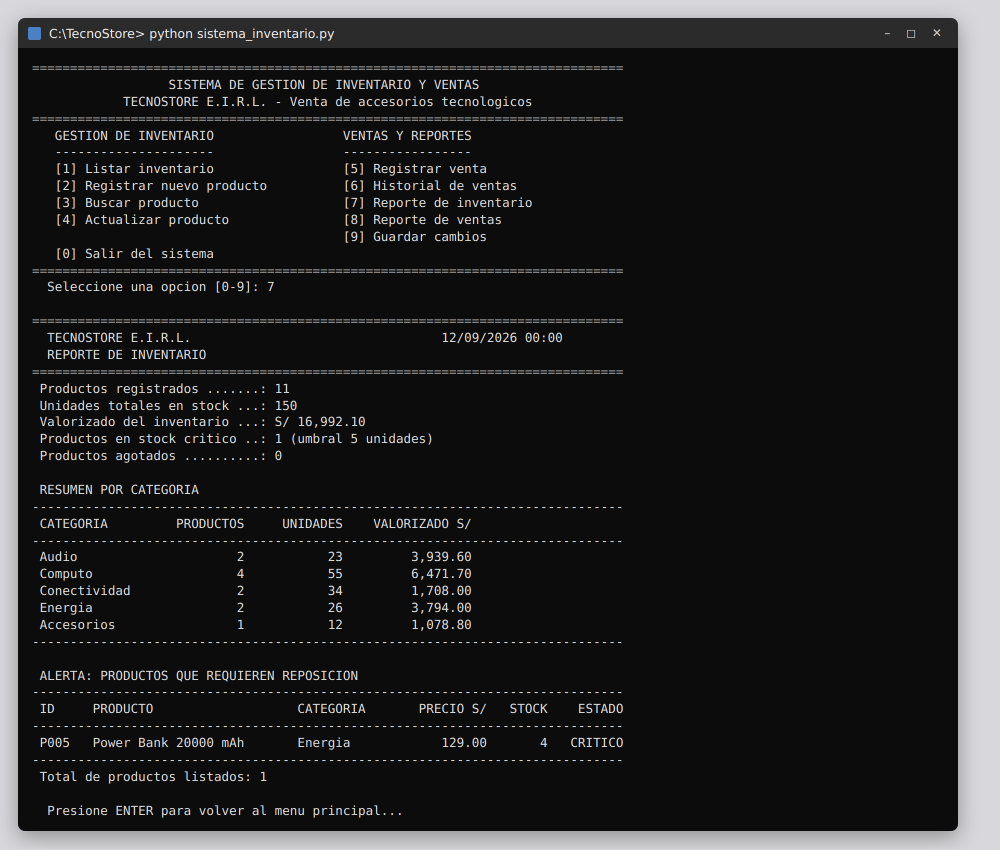 C:\TecnoStore> python sistema_inventario.py
==============================================================================
                  SISTEMA DE GESTION DE INVENTARIO Y VENTAS
            TECNOSTORE E.I.R.L. - Venta de accesorios tecnologicos
==============================================================================
   GESTION DE INVENTARIO                 VENTAS Y REPORTES
   ---------------------                 -----------------
   [1] Listar inventario                 [5] Registrar venta
   [2] Registrar nuevo producto          [6] Historial de ventas
   [3] Buscar producto                   [7] Reporte de inventario
   [4] Actualizar producto               [8] Reporte de ventas
                                         [9] Guardar cambios
   [0] Salir del sistema
==============================================================================
  Seleccione una opcion [0-9]: 7

==============================================================================
  TECNOSTORE E.I.R.L.                                 12/09/2026 00:00
  REPORTE DE INVENTARIO
==============================================================================
 Productos registrados .......: 11
 Unidades totales en stock ...: 150
 Valorizado del inventario ...: S/ 16,992.10
 Productos en stock critico ..: 1 (umbral 5 unidades)
 Productos agotados ..........: 0

 RESUMEN POR CATEGORIA
------------------------------------------------------------------------------
 CATEGORIA         PRODUCTOS     UNIDADES    VALORIZADO S/
------------------------------------------------------------------------------
 Audio                     2           23         3,939.60
 Computo                   4           55         6,471.70
 Conectividad              2           34         1,708.00
 Energia                   2           26         3,794.00
 Accesorios                1           12         1,078.80
------------------------------------------------------------------------------

 ALERTA: PRODUCTOS QUE REQUIEREN REPOSICION
------------------------------------------------------------------------------
 ID     PRODUCTO                   CATEGORIA       PRECIO S/   STOCK    ESTADO
------------------------------------------------------------------------------
 P005   Power Bank 20000 mAh       Energia            129.00       4   CRITICO
------------------------------------------------------------------------------
 Total de productos listados: 1

  Presione ENTER para volver al menu principal...